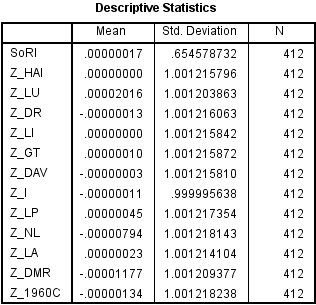 Descriptive Statistics
Mean Std. Deviation N
SoRI .00000017 .654578732 412
Z_HAI .00000000 1.001215796 412
Z_LU .00002016 1.001203863 412
Z_DR -.00000013 1.001216063 412
Z_LI .00000000 1.001215842 412
Z_GT .00000010 1.001215872 412
Z_DAV -.00000003 1.001215810 412
Z_I -.00000011 .999995638 412
Z_LP .00000045 1.001217354 412
Z_NL -.00000794 1.001218143 412
Z_LA .00000023 1.001214104 412
Z_DMR -.00001177 1.001209377 412
Z_1960C -.00000134 1.001218238 412